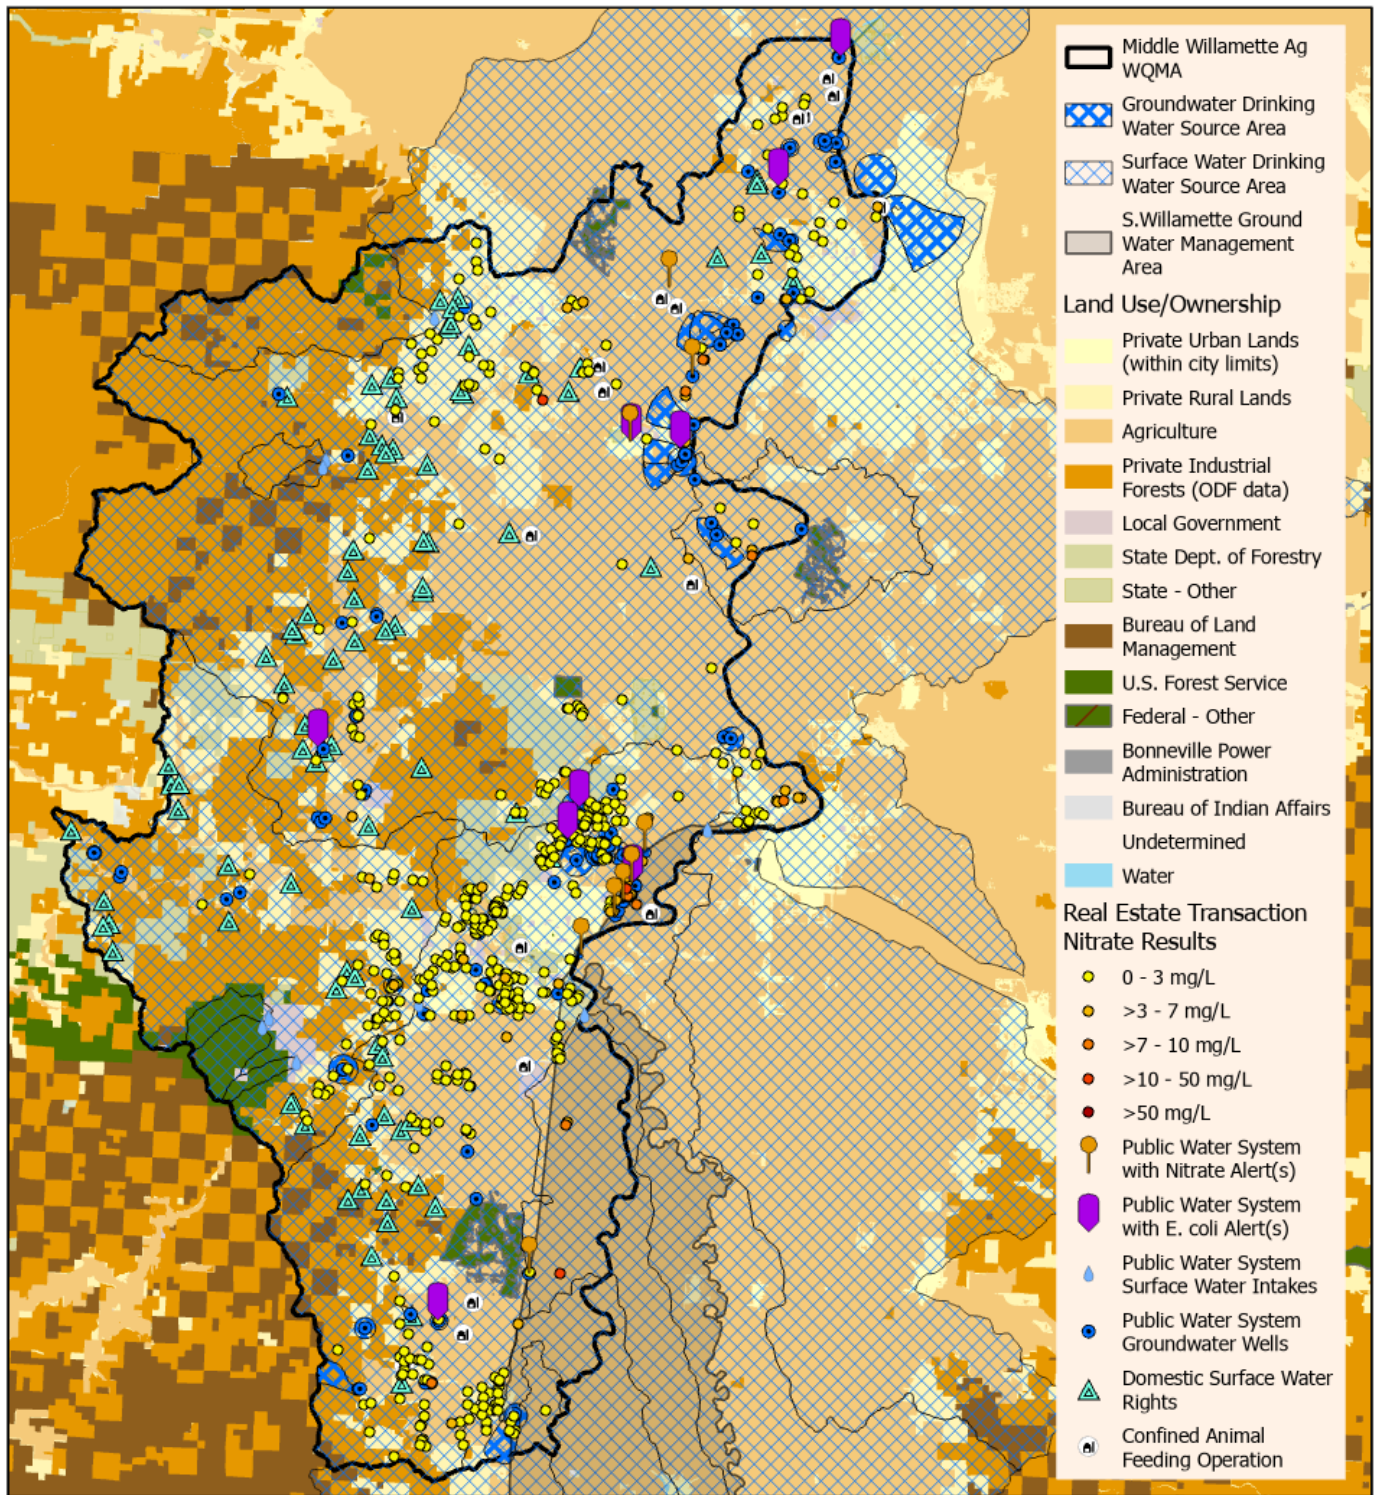 Middle Willamette Ag
WQMA
Groundwater Drinking
Water Source Area
Surface Water Drinking
Water Source Area
S.Willamette Ground
Water Management
Area
Land Use/Ownership
Private Urban Lands
(within city limits)
Private Rural Lands
Agriculture
Private Industrial
Forests (ODF data)
Local Government
State Dept. of Forestry
State - Other
Bureau of Land
Management
U.S. Forest Service
Federal - Other
Bonneville Power
Administration
Bureau of Indian Affairs
Undetermined
Water
Real Estate Transaction
Nitrate Results
0 - 3 mg/L
>3 - 7 mg/L
>7 - 10 mg/L
>10 - 50 mg/L
>50 mg/L
Public Water System
with Nitrate Alert(s)
Public Water System
with E. coli Alert(s)
Public Water System
Surface Water Intakes
Public Water System
Groundwater Wells
Domestic Surface Water
Rights
Confined Animal
Feeding Operation